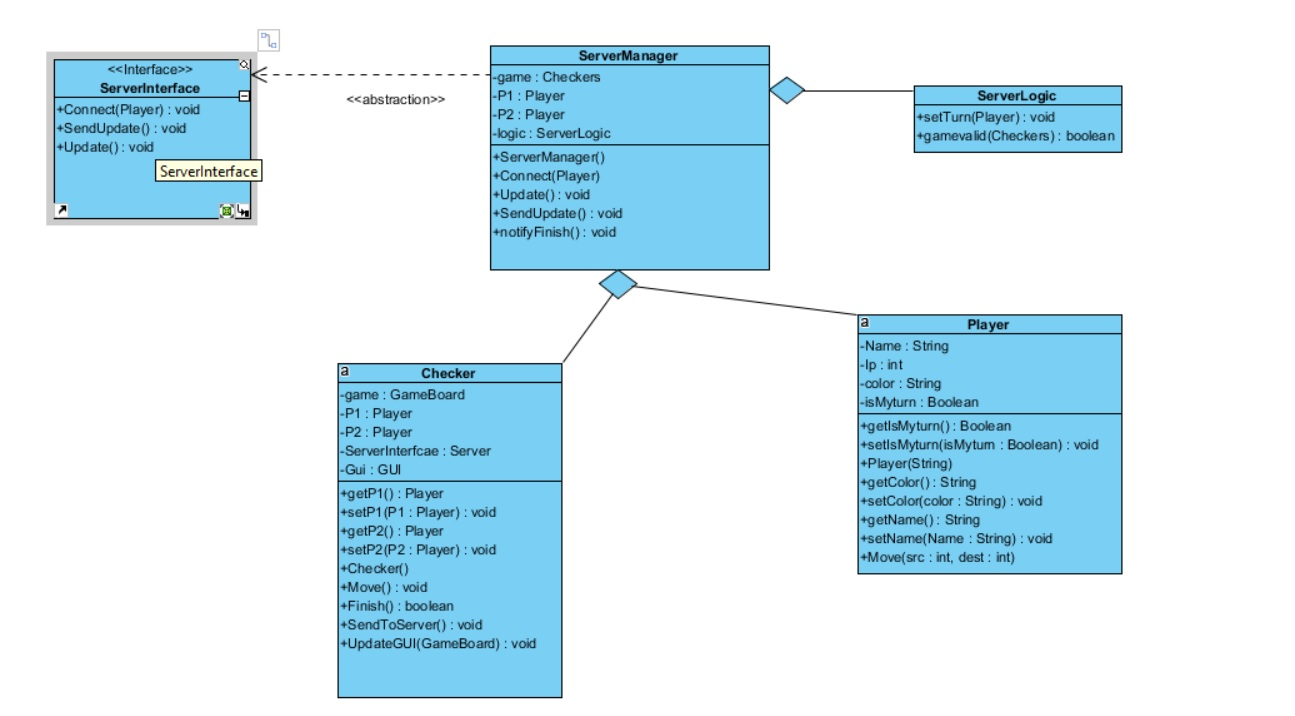 <<Interface>>
ServerInterface
+Connect(Player) : void
+SendUpdate() : void
+Update() : void
ServerInterface
<<abstraction>>
ServerManager
-game : Checkers
-P1 : Player
-P2 : Player
-logic : ServerLogic
+ServerManager()
+Connect(Player)
+Update() : void
+SendUpdate() : void
+notifyFinish() : void
ServerLogic
+setTurn(Player) : void
+gamevalid(Checkers) : boolean
a
Checker
-game : GameBoard
-P1 : Player
-P2 : Player
-ServerInterfcae : Server
-Gui : GUI
+getP1() : Player
+setP1(P1 : Player) : void
+getP2() : Player
+setP2(P2 : Player) : void
+Checker()
+Move() : void
+Finish() : boolean
+SendToServer() : void
+UpdateGUI(GameBoard) : void
a
Player
-Name : String
-Ip : int
-color : String
-isMyturn : Boolean
+getIsMyturn() : Boolean
+setIsMyturn(isMyturn : Boolean) : void
+Player(String)
+getColor() : String
+setColor(color : String) : void
+getName() : String
+setName(Name : String) : void
+Move(src : int, dest : int)